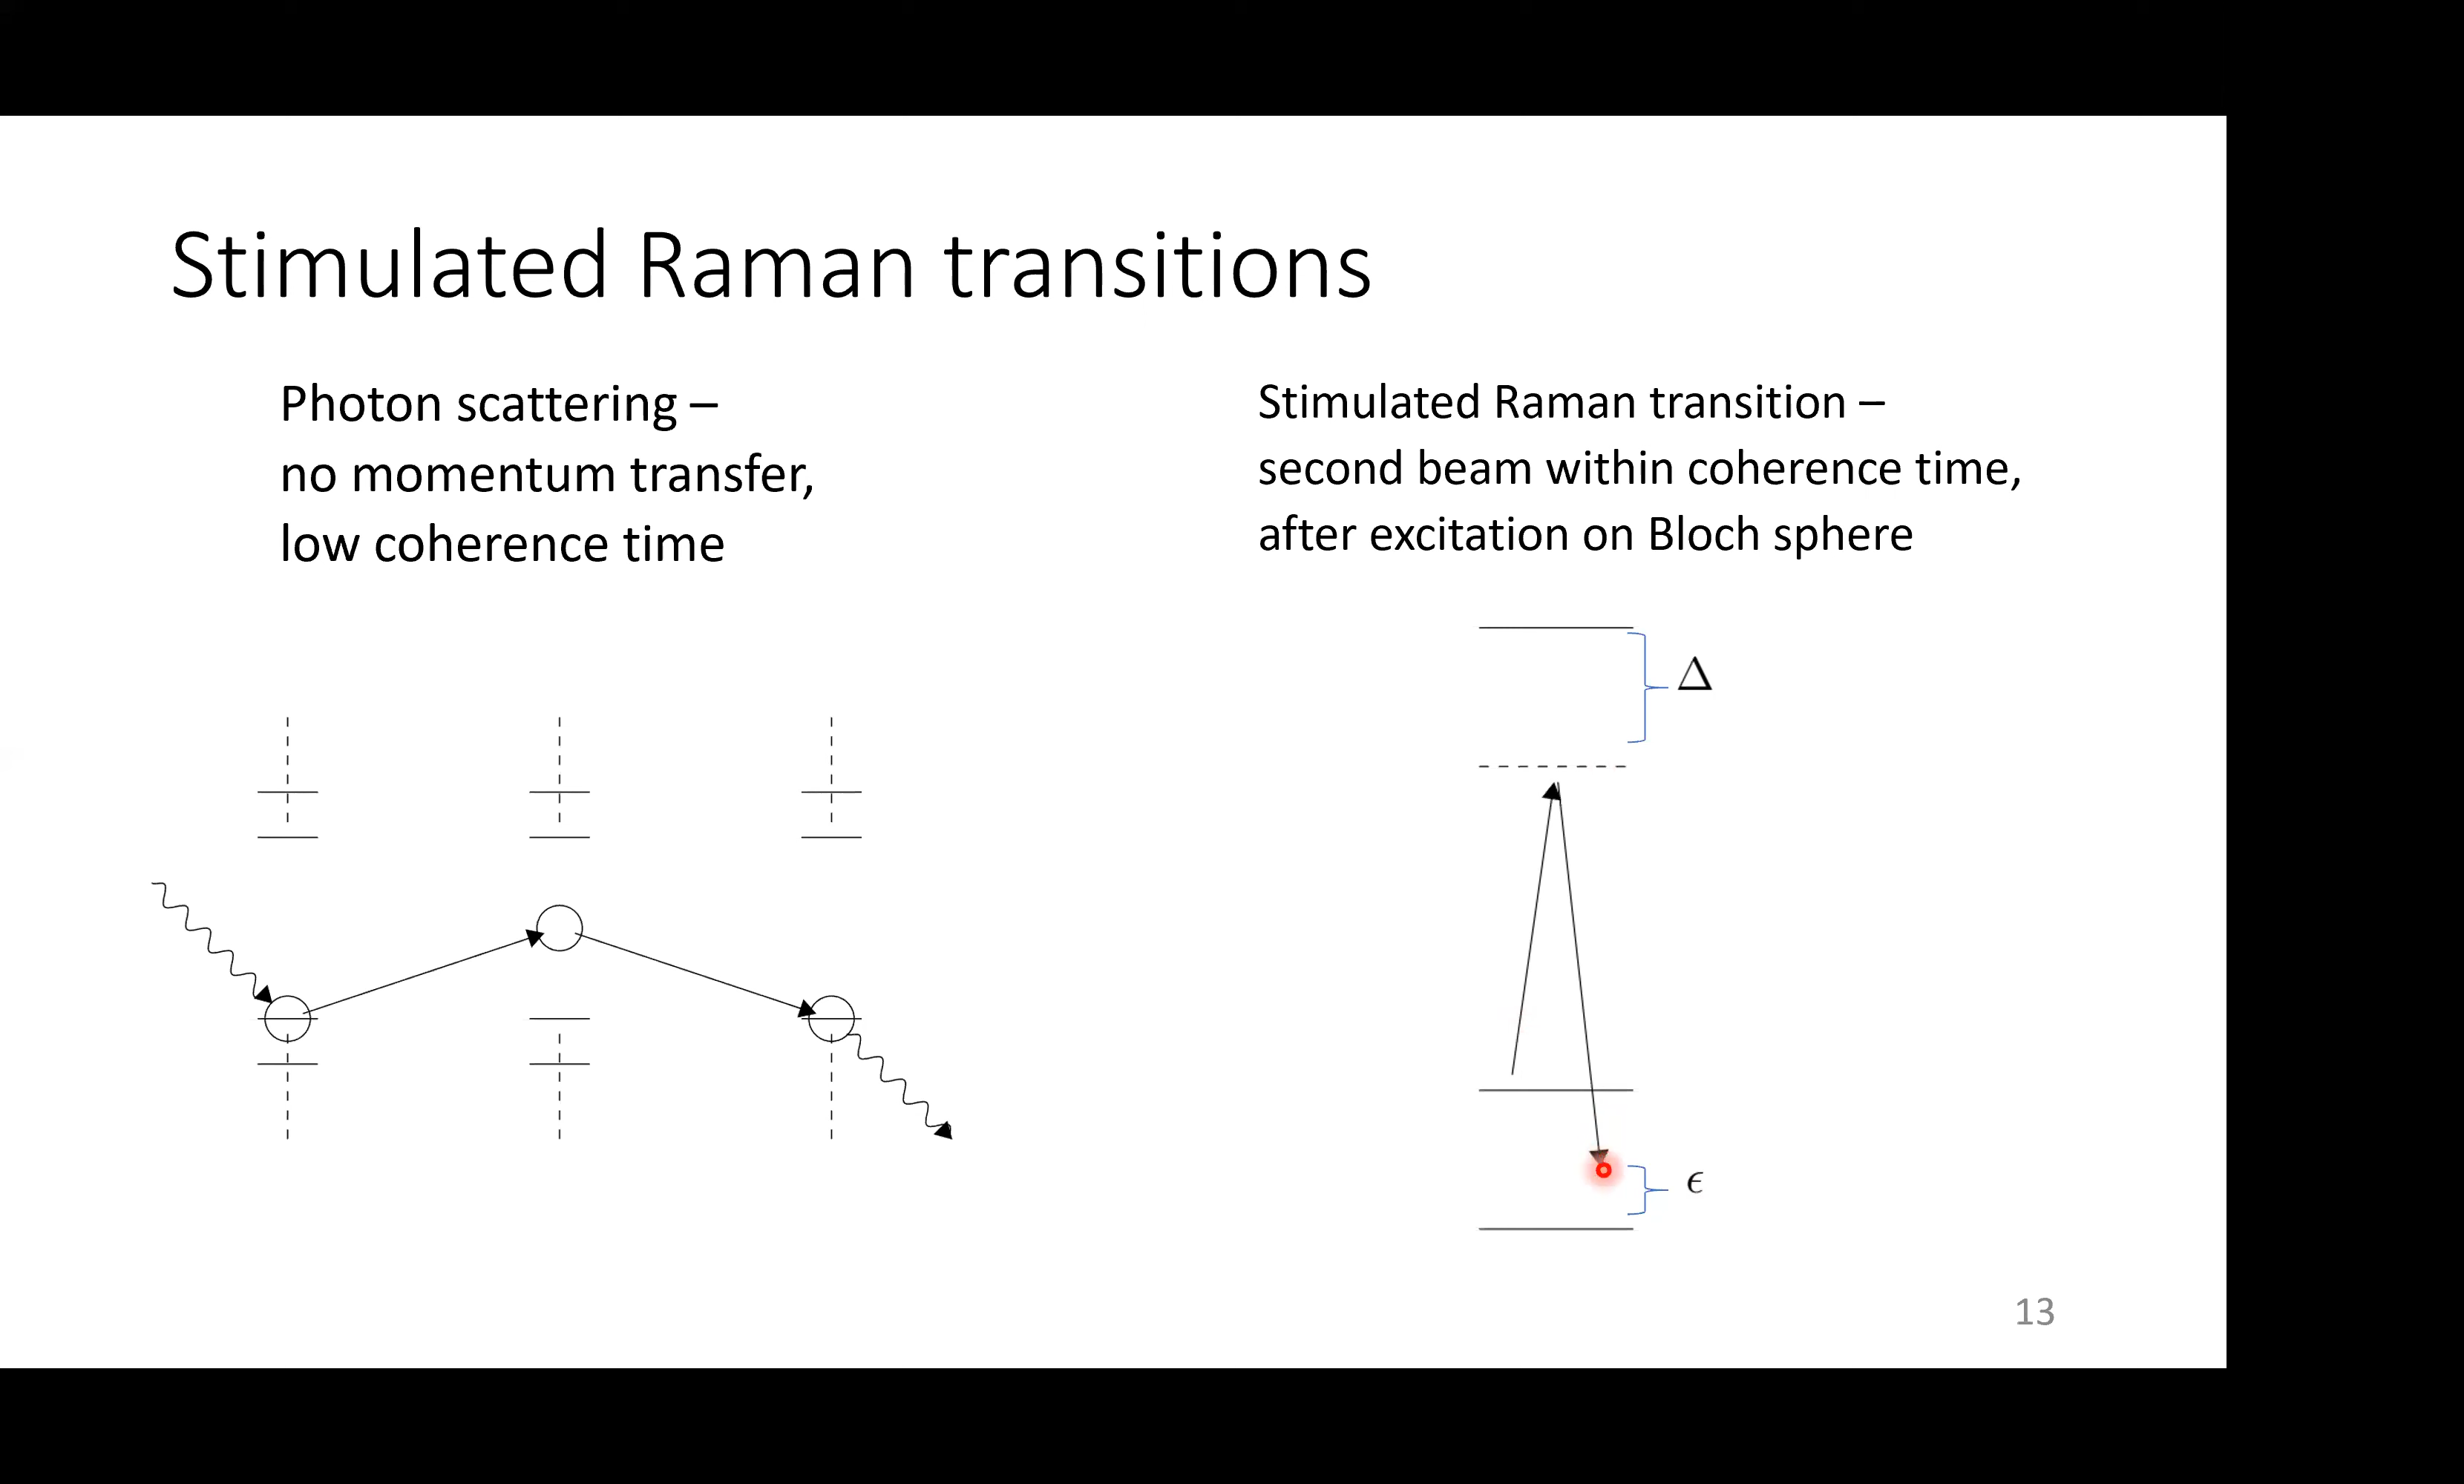 Stimulated Raman transitions
Photon scattering –
no momentum transfer,
low coherence time
Stimulated Raman transition –
second beam within coherence time,
after excitation on Bloch sphere
Δ
ϵ
13